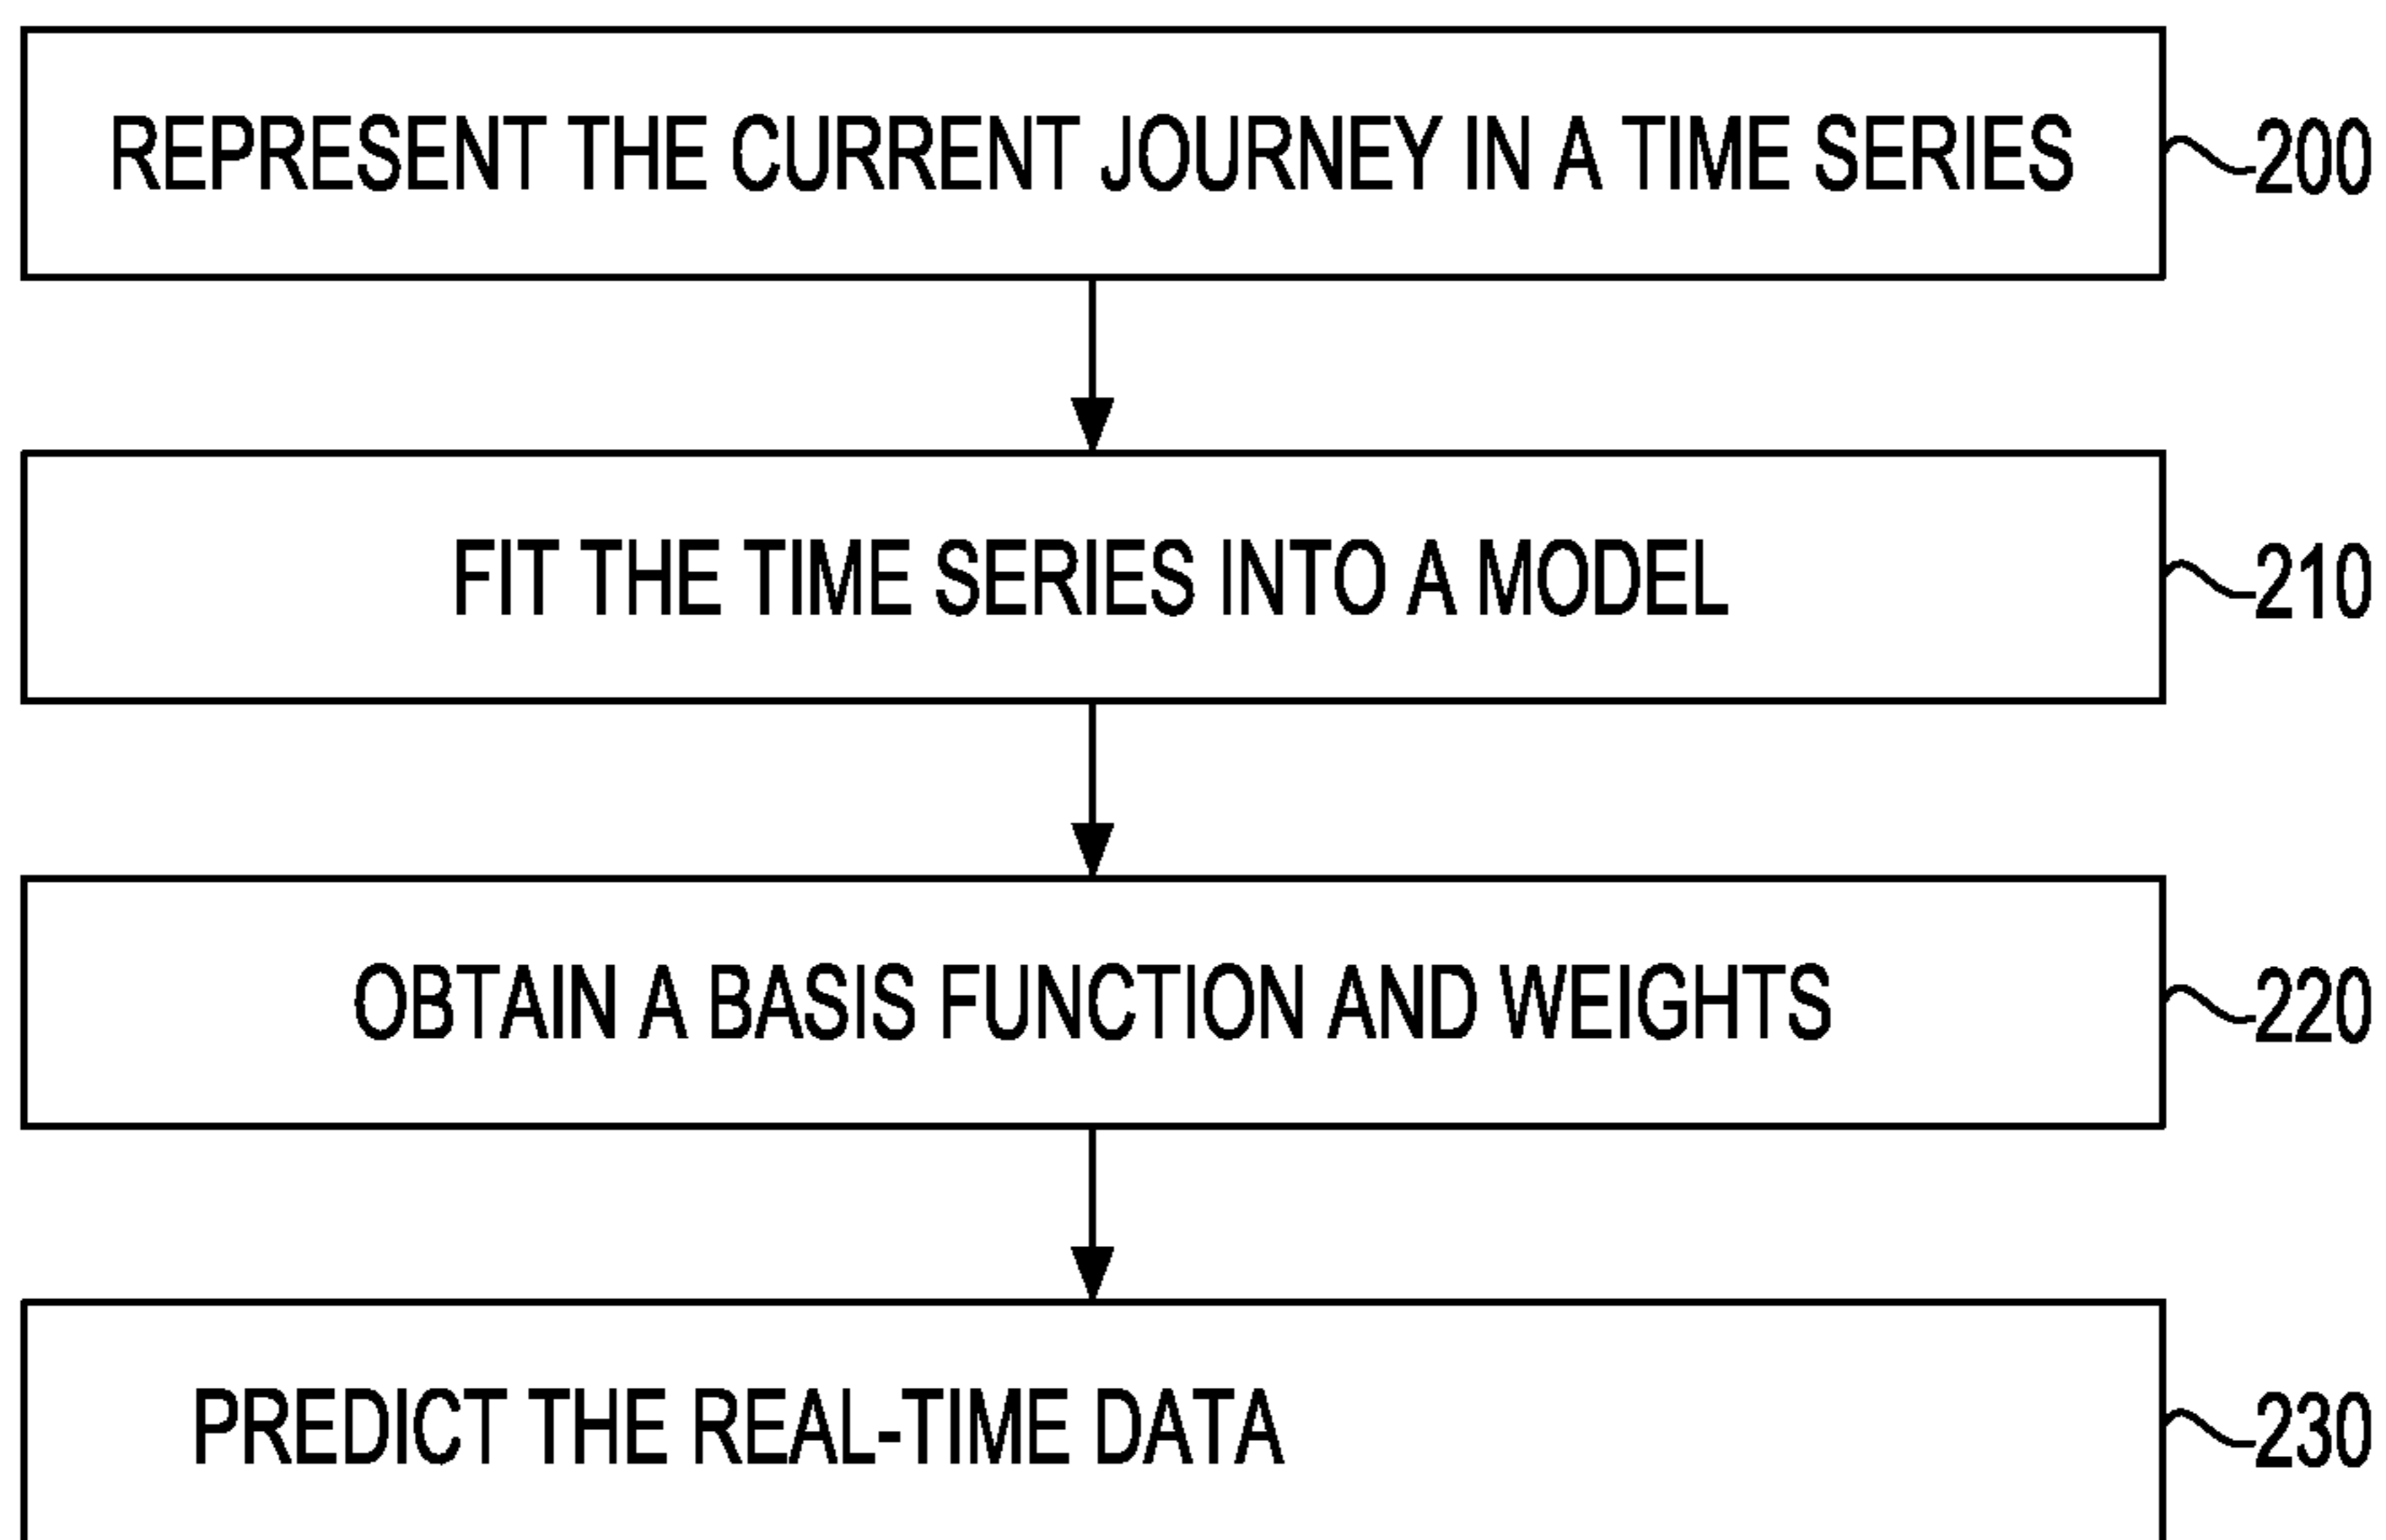 REPRESENT THE CURRENT JOURNEY IN A TIME SERIES 200
FIT THE TIME SERIES INTO A MODEL 210
OBTAIN A BASIS FUNCTION AND WEIGHTS 220
PREDICT THE REAL-TIME DATA 230